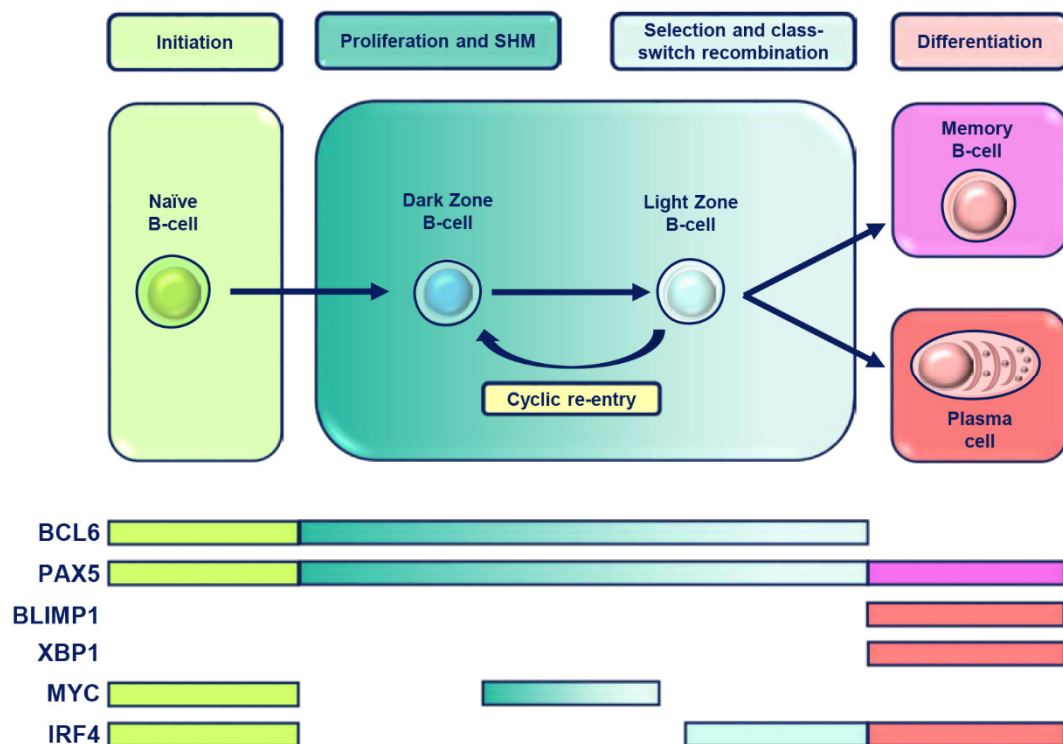 Initiation
Proliferation and SHM
Selection and class-
switch recombination
Differentiation
Naïve
B-cell
Dark Zone
B-cell
Light Zone
B-cell
Memory
B-cell
Cyclic re-entry
Plasma
cell
BCL6
PAX5
BLIMP1
XBP1
MYC
IRF4